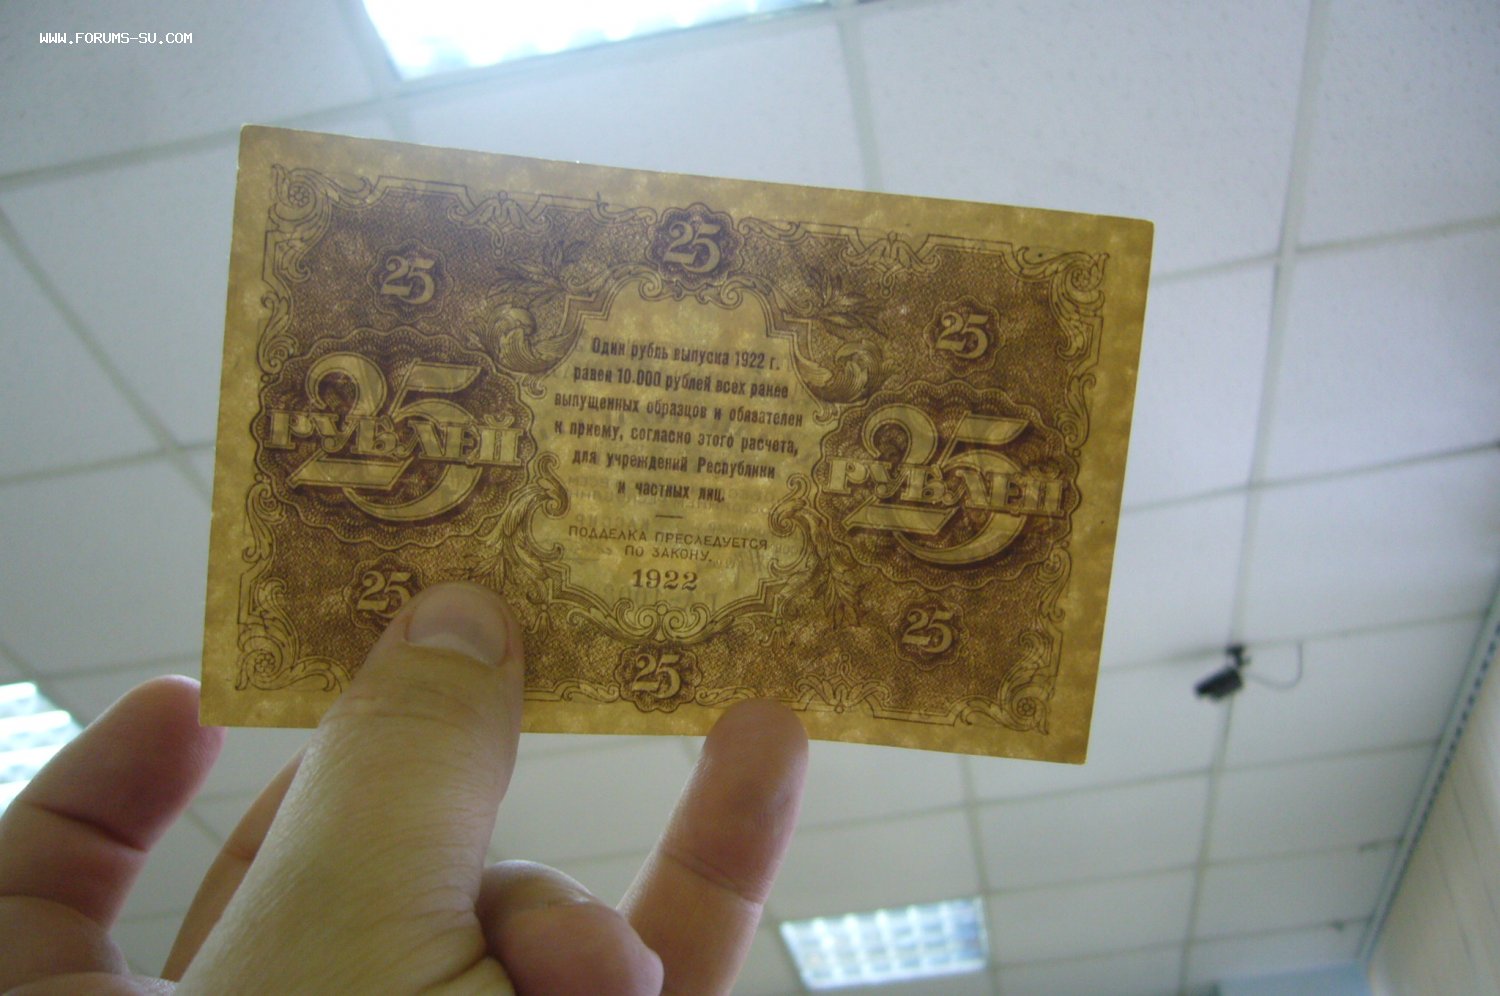 WWW.FORUMS-SU.COM
25
25
25
25 РУБЛЕЙ
25 РУБЛЕЙ
Один рубль выпуска 1922 г.
равен 10.000 рублей всех ранее
выпущенных образцов и обязателен
к приему, согласно этого расчета,
для учреждений Республики
и частных лиц.
ПОДДЕЛКА ПРЕСЛЕДУЕТСЯ
ПО ЗАКОНУ.
1922
25
25
25